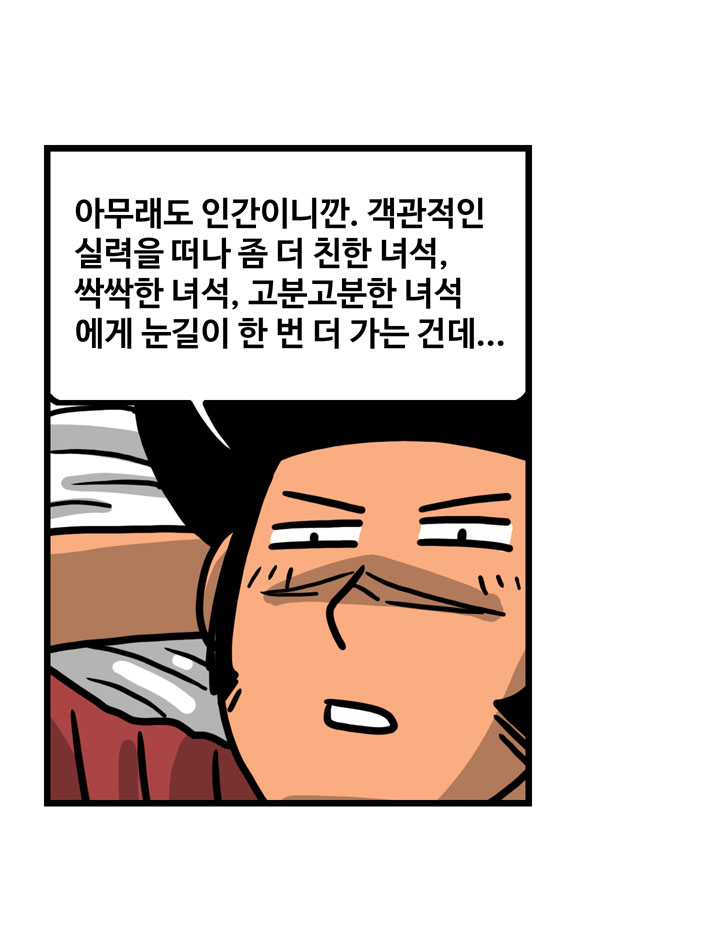 아무래도 인간이니깐. 객관적인
실력을 떠나 좀 더 친한 녀석,
싹싹한 녀석, 고분고분한 녀석
에게 눈길이 한 번 더 가는 건데...